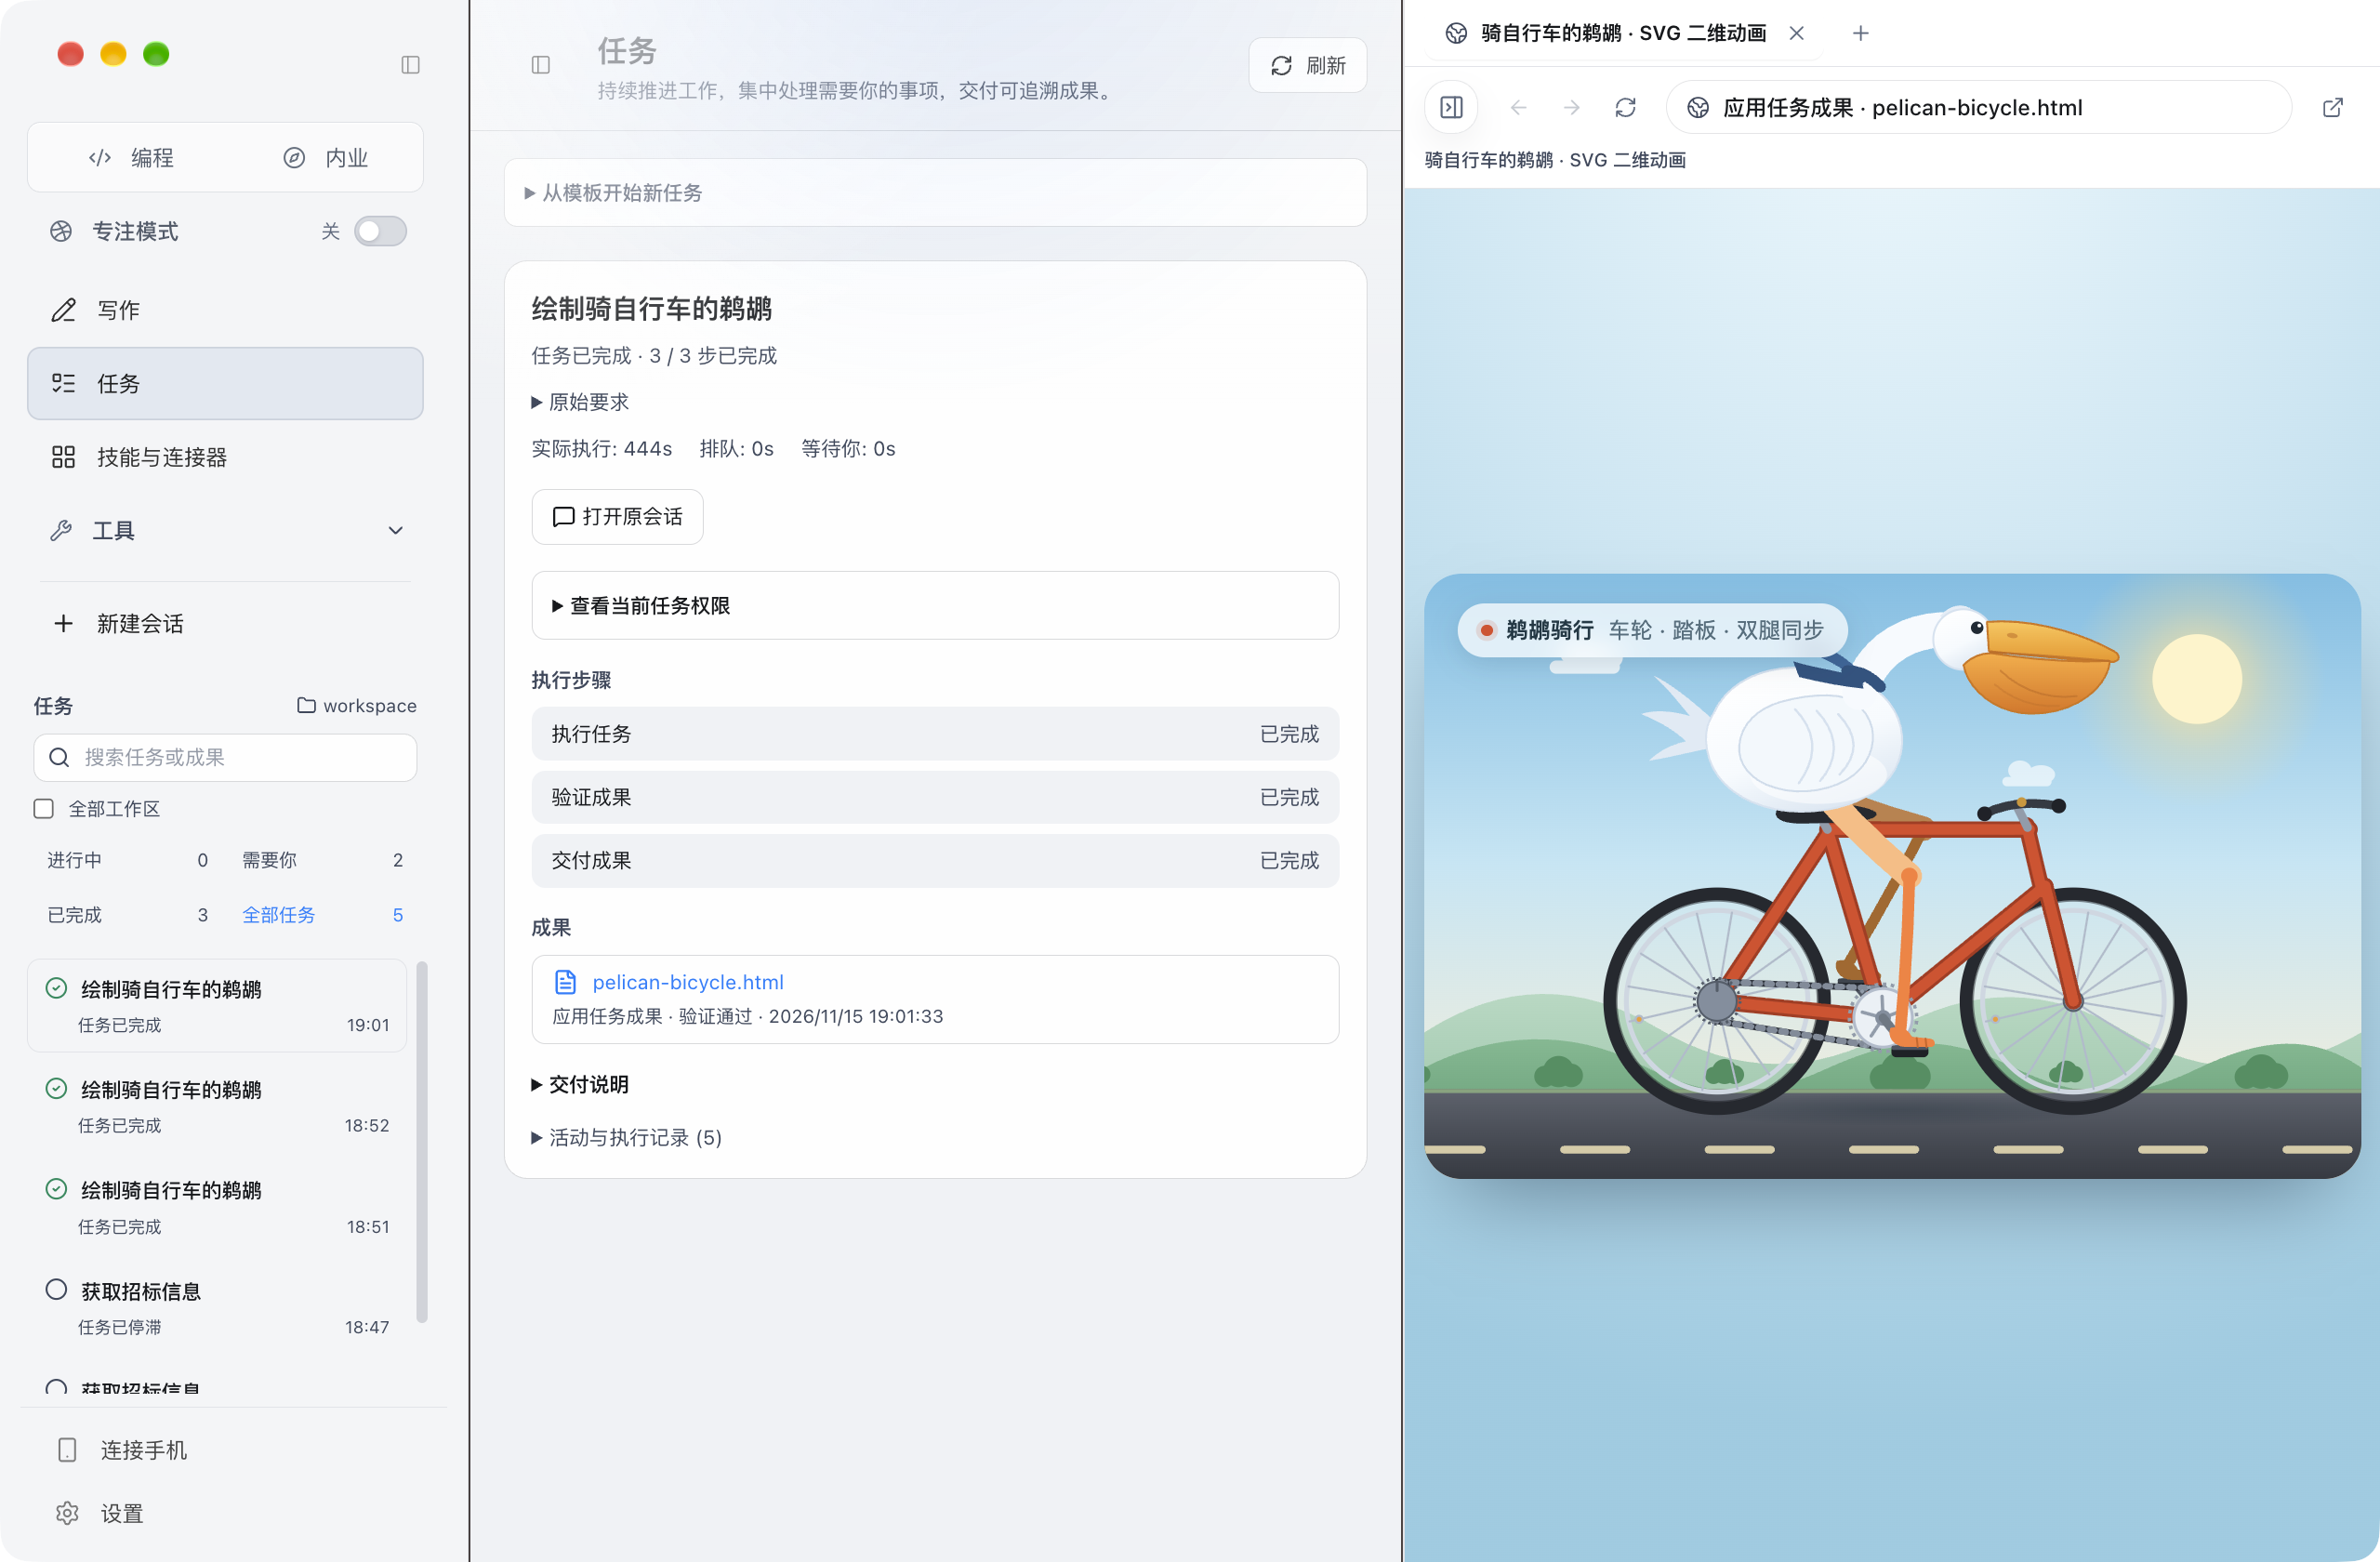 编程
内业
专注模式
关
写作
任务
技能与连接器
工具
新建会话
任务
workspace
搜索任务或成果
全部工作区
进行中 0
需要你 2
已完成 3
全部任务 5
绘制骑自行车的鹈鹕
任务已完成 19:01
绘制骑自行车的鹈鹕
任务已完成 18:52
绘制骑自行车的鹈鹕
任务已完成 18:51
获取招标信息
任务已停滞 18:47
获取招标信息
连接手机
设置
任务
持续推进工作，集中处理需要你的事项，交付可追溯成果。
刷新
从模板开始新任务
绘制骑自行车的鹈鹕
任务已完成 · 3 / 3 步已完成
原始要求
实际执行: 444s 排队: 0s 等待你: 0s
打开原会话
查看当前任务权限
执行步骤
执行任务 已完成
验证成果 已完成
交付成果 已完成
成果
pelican-bicycle.html
应用任务成果 · 验证通过 · 2026/11/15 19:01:33
交付说明
活动与执行记录 (5)
骑自行车的鹈鹕 · SVG 二维动画
应用任务成果 · pelican-bicycle.html
骑自行车的鹈鹕 · SVG 二维动画
鹈鹕骑行 车轮 · 踏板 · 双腿同步